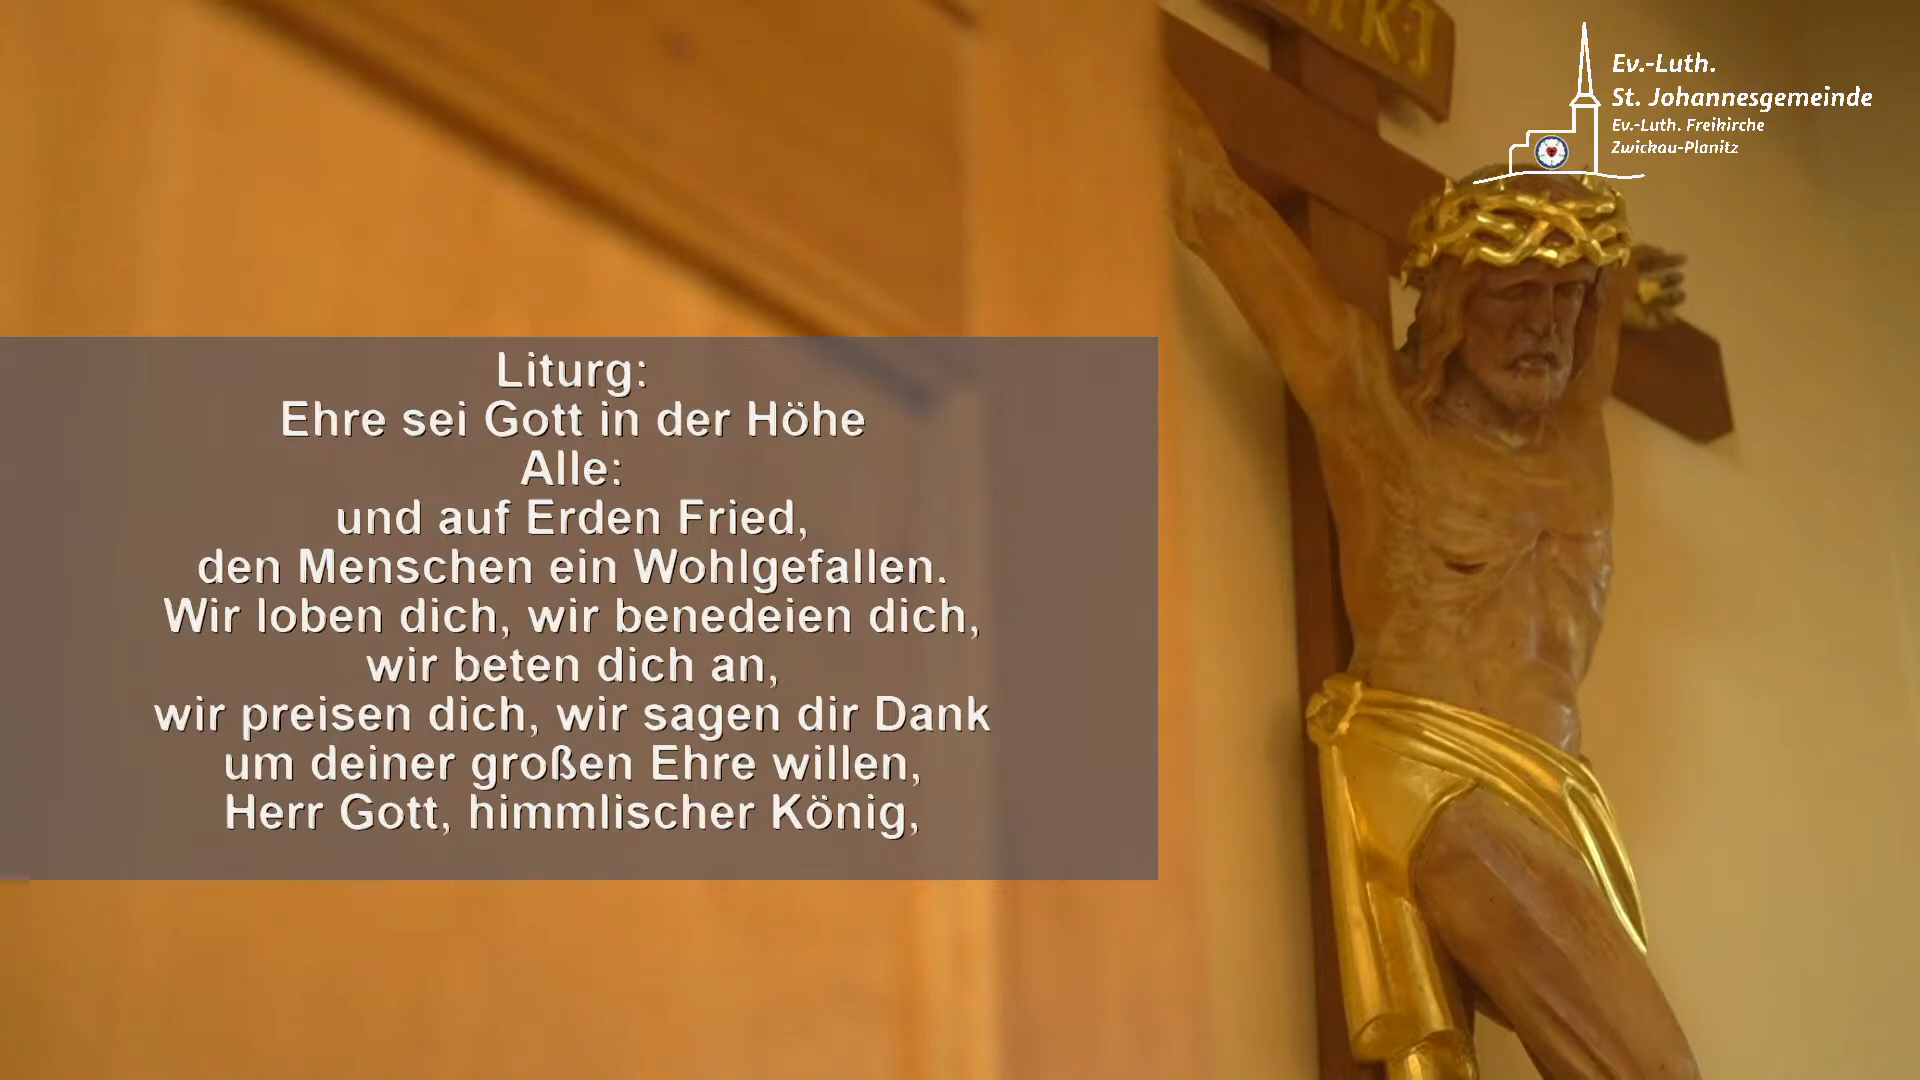 Ev.-Luth.
St. Johannesgemeinde
Ev.-Luth. Freikirche
Zwickau-Planitz
Liturg:
Ehre sei Gott in der Höhe
Alle:
und auf Erden Fried,
den Menschen ein Wohlgefallen.
Wir loben dich, wir benedeien dich,
wir beten dich an,
wir preisen dich, wir sagen dir Dank
um deiner großen Ehre willen,
Herr Gott, himmlischer König,